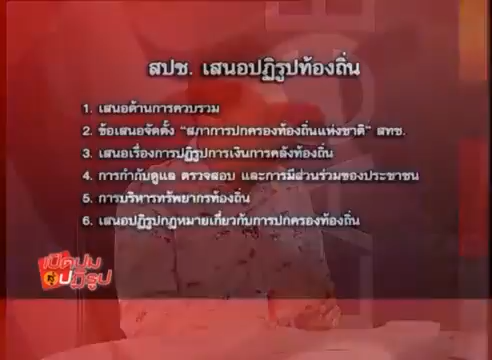 สปช. เสนอปฏิรูปท้องถิ่น
1. เสนอด้านการควบรวม
2. ข้อเสนอจัดตั้ง "สภาการปกครองท้องถิ่นแห่งชาติ" สทช.
3. เสนอเรื่องการปฏิรูปการเงินการคลังท้องถิ่น
4. การกำกับดูแล ตรวจสอบ และการมีส่วนร่วมของประชาชน
5. การบริหารทรัพยากรท้องถิ่น
6. เสนอปฏิรูปกฎหมายเกี่ยวกับการปกครองท้องถิ่น
เปิดปม
ปฏิรูป